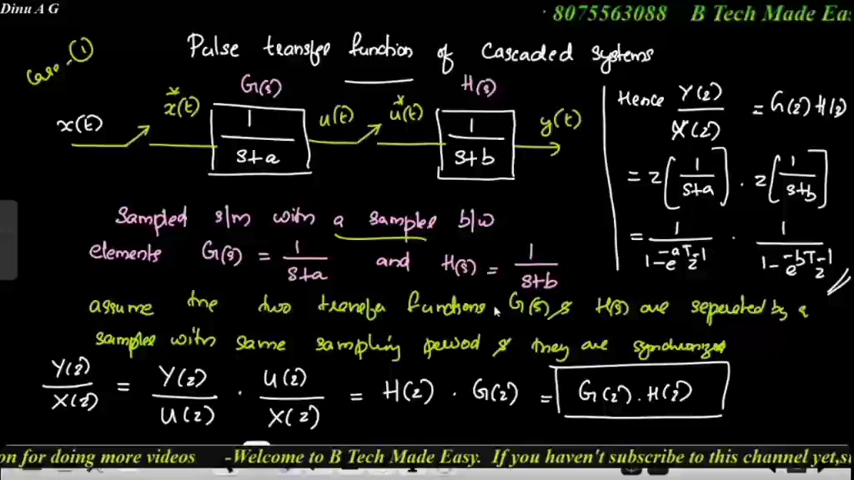 Dinu A G
8075563088 B Tech Made Eas
Pulse transfer function of Cascaded systems
Case-①
G(s)
H(s)
x(t)
x*(t)
1/(s+a)
u(t)
u*(t)
1/(s+b)
y(t)
Hence Y(z)/X(z) = G(z)H(z)
= z[1/(s+a)] . z[1/(s+b)]
= 1/(1-e^-aT z^-1) . 1/(1-e^-bT z^-1)
Sampled s/m with a sampler b/w
elements G(s) = 1/(s+a) and H(s) = 1/(s+b)
assume the two transfer functions G(s) & H(s) are seperated by a
sampler with same sampling period & they are synchronized
Y(z)/X(z) = Y(z)/U(z) . U(z)/X(z) = H(z) . G(z) = G(z).H(z)
on for doing more videos -Welcome to B Tech Made Easy. If you haven't subscribe to this channel yet,su